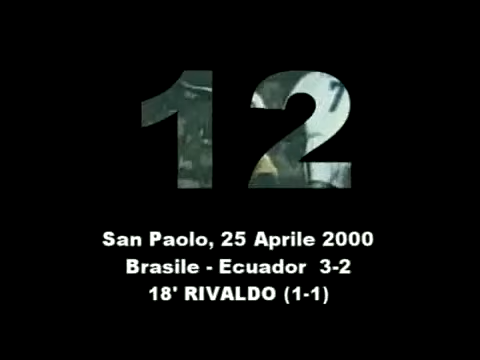 12
San Paolo, 25 Aprile 2000
Brasile - Ecuador 3-2
18' RIVALDO (1-1)